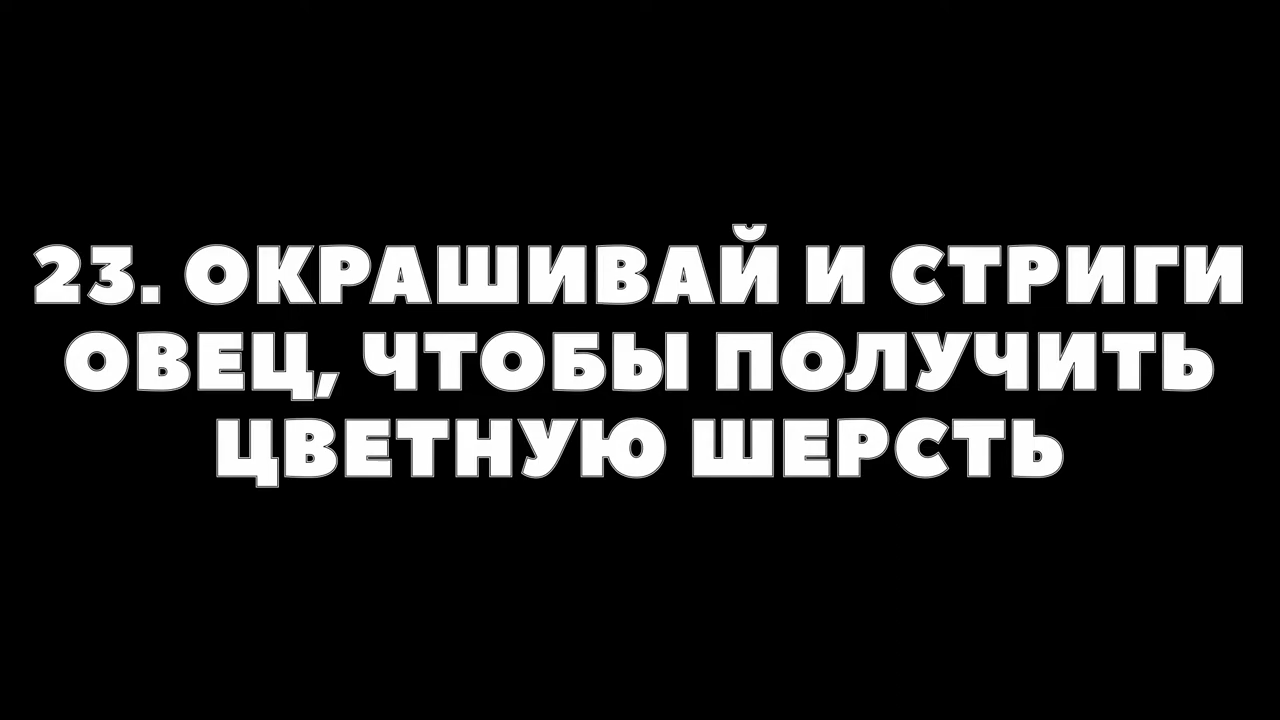 23. ОКРАШИВАЙ И СТРИГИ
ОВЕЦ, ЧТОБЫ ПОЛУЧИТЬ
ЦВЕТНУЮ ШЕРСТЬ